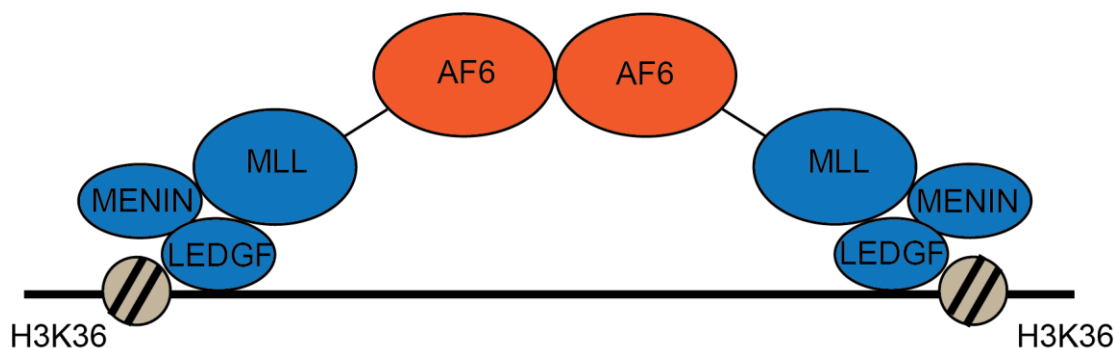 AF6 AF6
MLL MLL
MENIN MENIN
LEDGF LEDGF
H3K36 H3K36